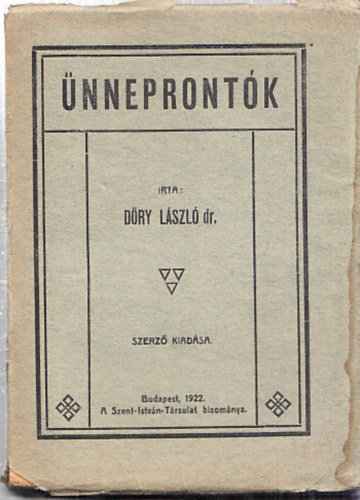 ÜNNEPRONTÓK
IRTA:
DŐRY LÁSZLÓ dr.
SZERZŐ KIADÁSA.
Budapest, 1922.
A Szent-István-Társulat bizománya.